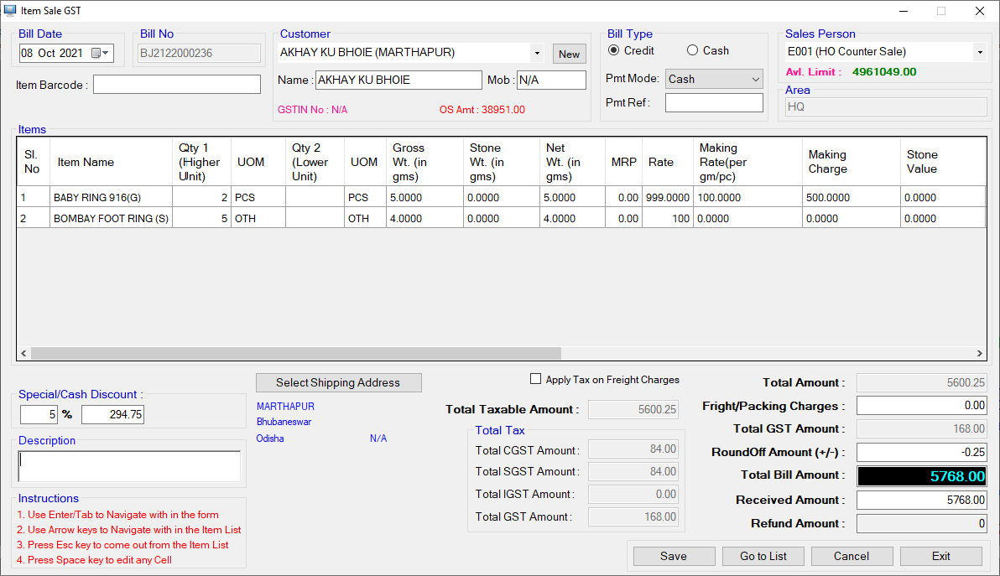 Item Sale GST
Bill Date
08 Oct 2021
Bill No
BJ2122000236
Item Barcode :
Customer
AKHAY KU BHOIE (MARTHAPUR)
New
Name : AKHAY KU BHOIE Mob : N/A
GSTIN No : N/A OS Amt : 38951.00
Bill Type
Credit Cash
Pmt Mode: Cash
Pmt Ref :
Sales Person
E001 (HO Counter Sale)
Avl. Limit : 4961049.00
Area
HQ
Items
Sl. No Item Name Qty 1 (Higher Unit) UOM Qty 2 (Lower Unit) UOM Gross Wt. (in gms) Stone Wt. (in gms) Net Wt. (in gms) MRP Rate Making Rate(per gm/pc) Making Charge Stone Value
1 BABY RING 916(G) 2 PCS PCS 5.0000 0.0000 5.0000 0.00 999.0000 100.0000 500.0000 0.0000
2 BOMBAY FOOT RING (S) 5 OTH OTH 4.0000 0.0000 4.0000 0.00 100 0.0000 0.0000 0.0000
Special/Cash Discount :
5 % 294.75
Description
Instructions
1. Use Enter/Tab to Navigate with in the form
2. Use Arrow keys to Navigate with in the Item List
3. Press Esc key to come out from the Item List
4. Press Space key to edit any Cell
Select Shipping Address
MARTHAPUR
Bhubaneswar
Odisha N/A
Apply Tax on Freight Charges
Total Taxable Amount : 5600.25
Total Tax
Total CGST Amount : 84.00
Total SGST Amount : 84.00
Total IGST Amount : 0.00
Total GST Amount : 168.00
Total Amount : 5600.25
Fright/Packing Charges : 0.00
Total GST Amount : 168.00
RoundOff Amount (+/-) : -0.25
Total Bill Amount : 5768.00
Received Amount : 5768.00
Refund Amount : 0
Save Go to List Cancel Exit